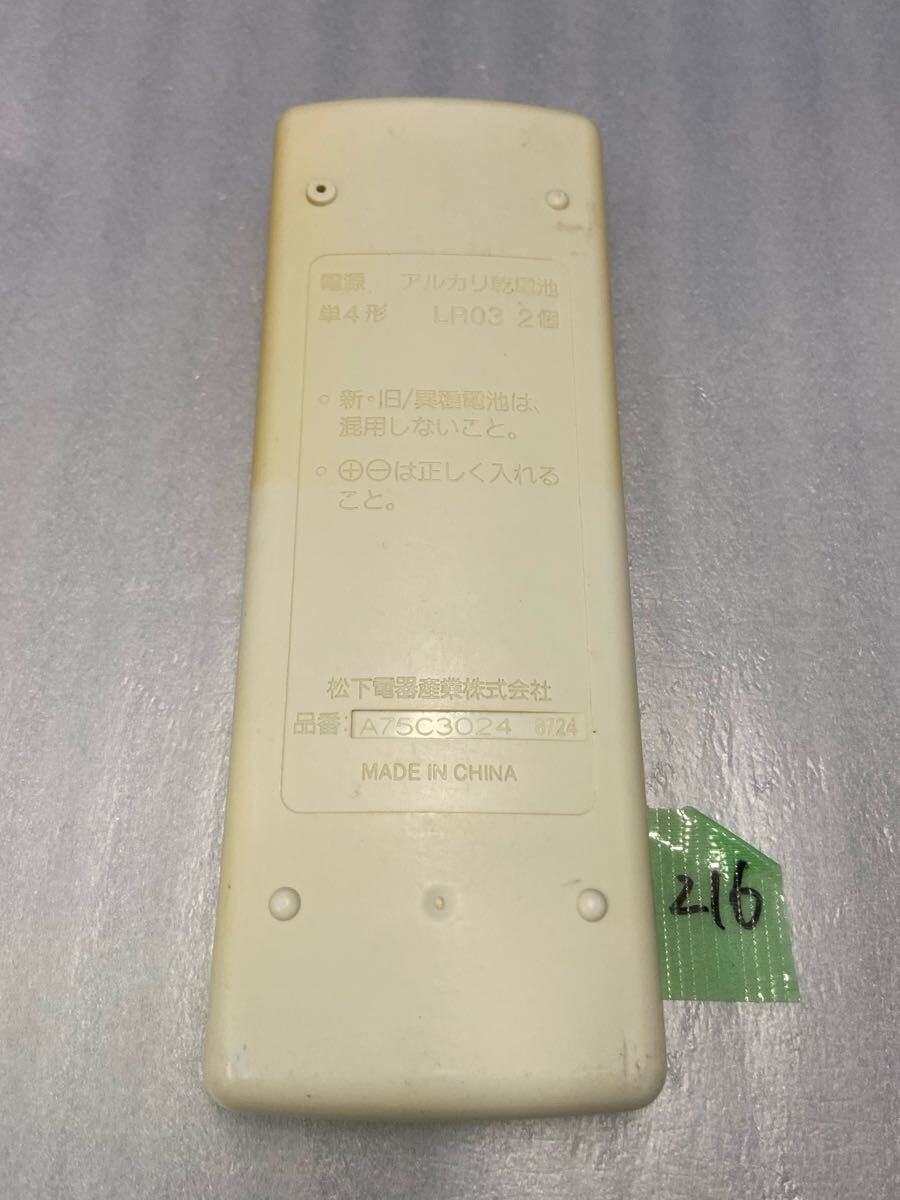 電源 アルカリ乾電池
単4形 LR03 2個
○ 新・旧/異種電池は、
混用しないこと。
○ ⊕⊖は正しく入れる
こと。
松下電器産業株式会社
品番: A75C3024 8724
MADE IN CHINA
216